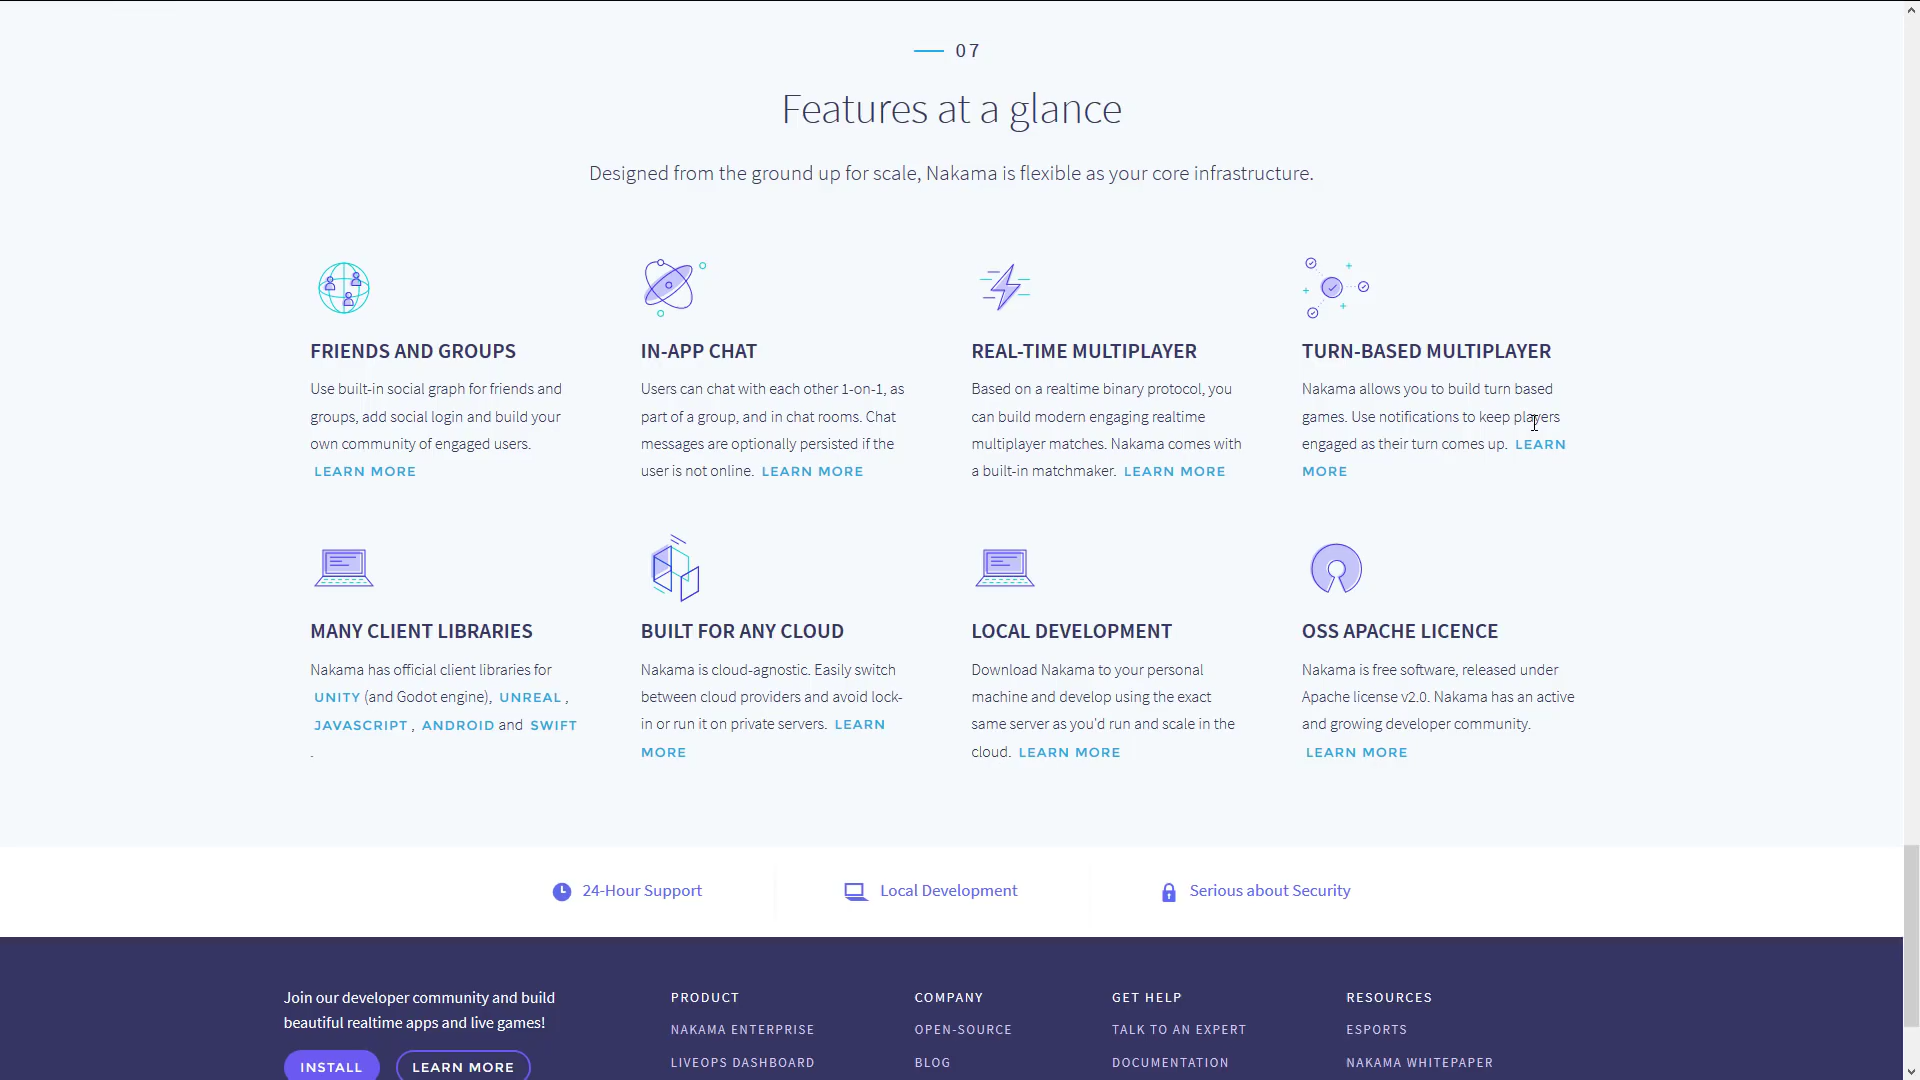 07
Features at a glance
Designed from the ground up for scale, Nakama is flexible as your core infrastructure.
FRIENDS AND GROUPS
Use built-in social graph for friends and
groups, add social login and build your
own community of engaged users.
LEARN MORE
IN-APP CHAT
Users can chat with each other 1-on-1, as
part of a group, and in chat rooms. Chat
messages are optionally persisted if the
user is not online. LEARN MORE
REAL-TIME MULTIPLAYER
Based on a realtime binary protocol, you
can build modern engaging realtime
multiplayer matches. Nakama comes with
a built-in matchmaker. LEARN MORE
TURN-BASED MULTIPLAYER
Nakama allows you to build turn based
games. Use notifications to keep players
engaged as their turn comes up. LEARN
MORE
MANY CLIENT LIBRARIES
Nakama has official client libraries for
UNITY (and Godot engine), UNREAL ,
JAVASCRIPT , ANDROID and SWIFT
.
BUILT FOR ANY CLOUD
Nakama is cloud-agnostic. Easily switch
between cloud providers and avoid lock-
in or run it on private servers. LEARN
MORE
LOCAL DEVELOPMENT
Download Nakama to your personal
machine and develop using the exact
same server as you'd run and scale in the
cloud. LEARN MORE
OSS APACHE LICENCE
Nakama is free software, released under
Apache license v2.0. Nakama has an active
and growing developer community.
LEARN MORE
24-Hour Support
Local Development
Serious about Security
Join our developer community and build
beautiful realtime apps and live games!
INSTALL
LEARN MORE
PRODUCT
NAKAMA ENTERPRISE
LIVEOPS DASHBOARD
COMPANY
OPEN-SOURCE
BLOG
GET HELP
TALK TO AN EXPERT
DOCUMENTATION
RESOURCES
ESPORTS
NAKAMA WHITEPAPER